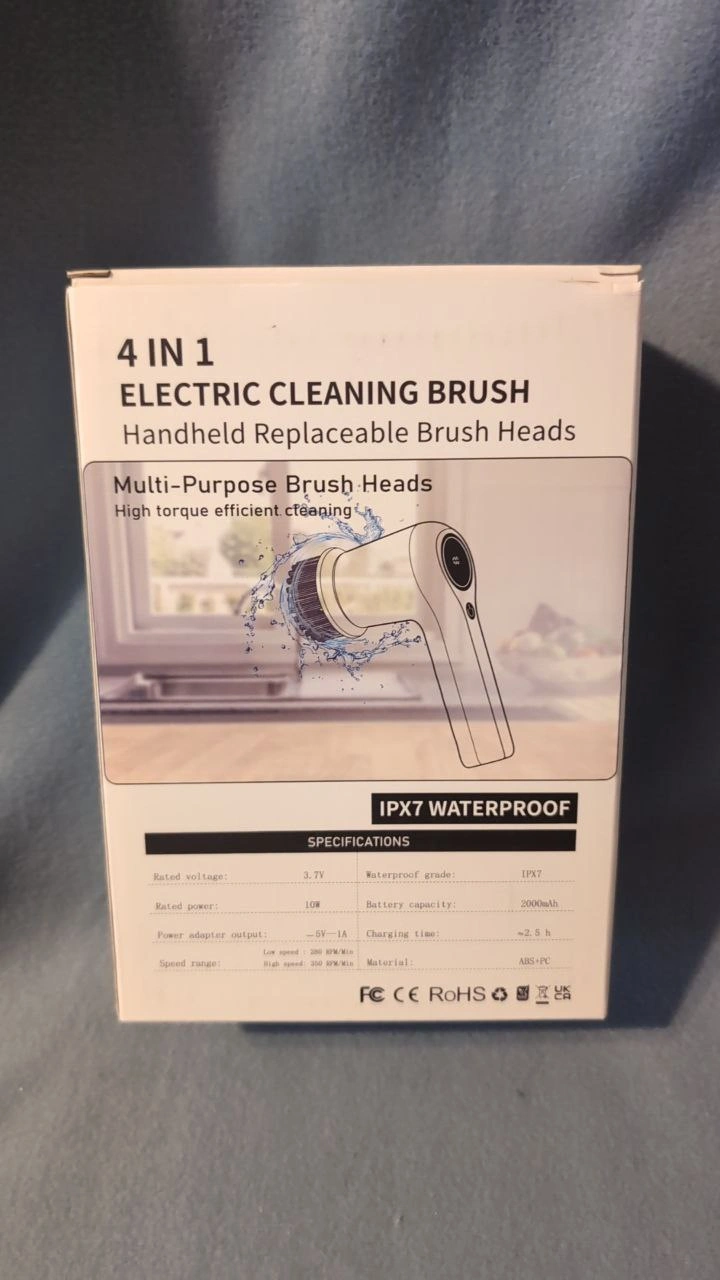 4 IN 1
ELECTRIC CLEANING BRUSH
Handheld Replaceable Brush Heads
Multi-Purpose Brush Heads
High torque efficient cleaning
IPX7 WATERPROOF
SPECIFICATIONS
Rated voltage: 3.7V Waterproof grade: IPX7
Rated power: 10W Battery capacity: 2000mAh
Power adapter output: ⎓5V⎓1A Charging time: ≈2.5 h
Speed range: Low speed : 280 RPM/Min
High speed: 350 RPM/Min Material: ABS+PC
FC CE RoHS UK
CA